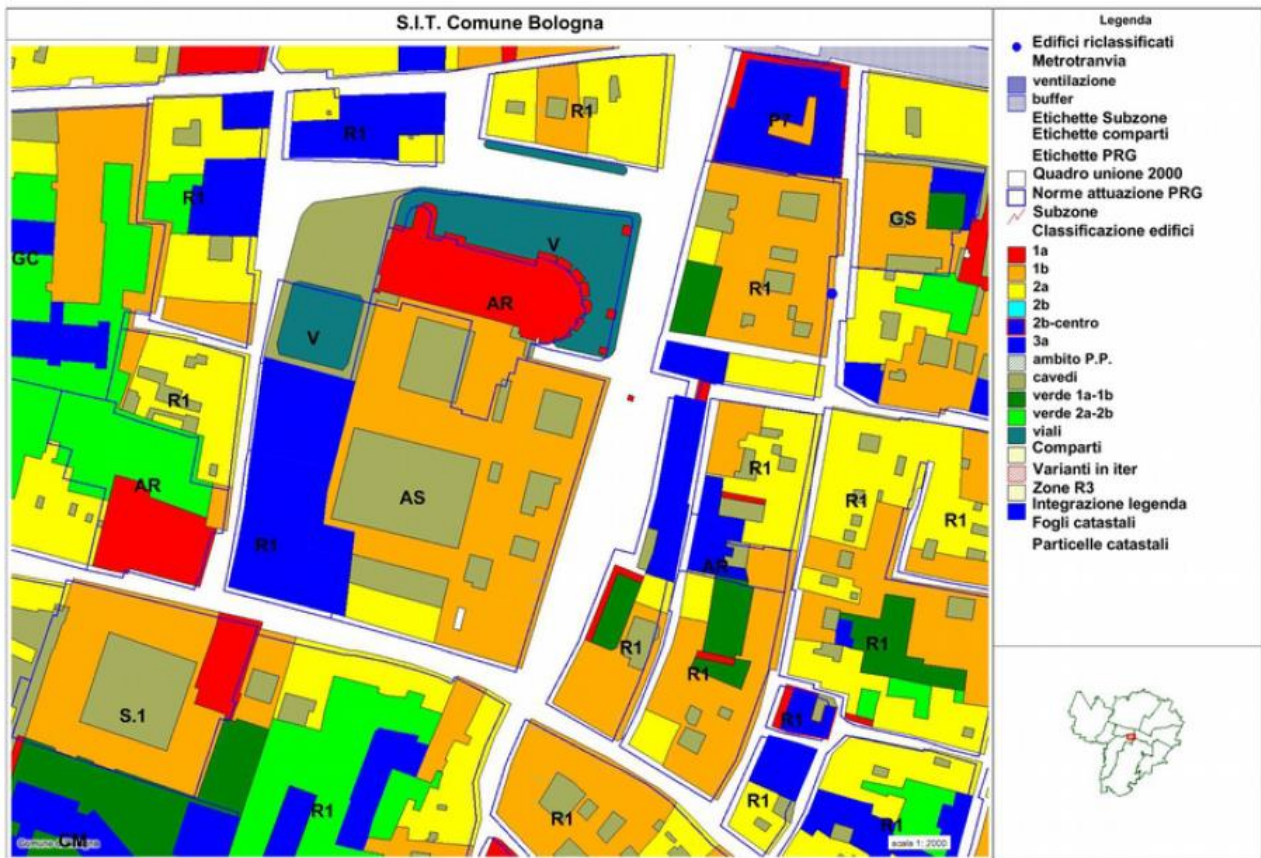 S.I.T. Comune Bologna
Legenda
Edifici riclassificati
Metrotranvia
ventilazione
buffer
Etichette Subzone
Etichette comparti
Etichette PRG
Quadro unione 2000
Norme attuazione PRG
Subzone
Classificazione edifici
1a
1b
2a
2b
2b-centro
3a
ambito P.P.
cavedi
verde 1a-1b
verde 2a-2b
viali
Comparti
Varianti in iter
Zone R3
Integrazione legenda
Fogli catastali
Particelle catastali
R1
R1
P7
R1
GS
GC
V
AR
R1
V
R1
AR
AS
R1
R1
R1
R1
AR
R1
R1
R1
S.1
R1
R1
R1
R1
R1
CM
scala 1: 2000